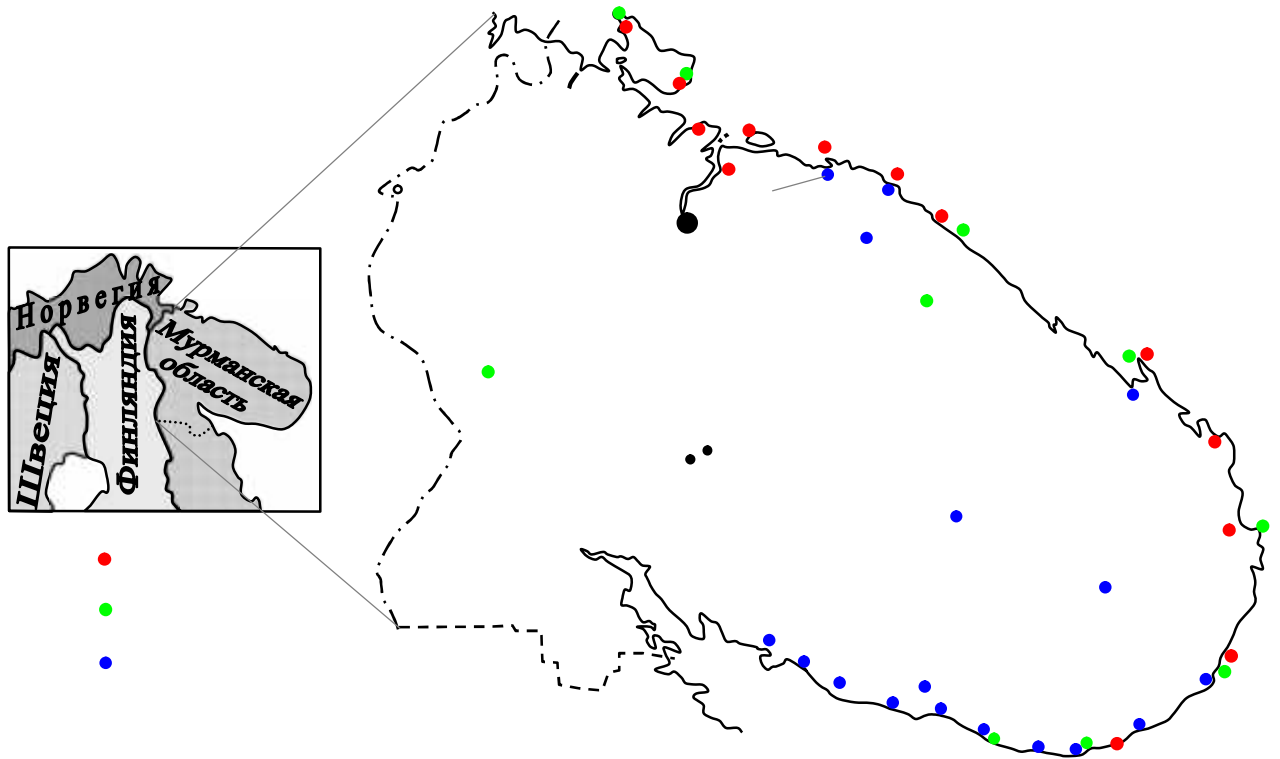 Норвегия
Швеция
Финляндия
Мурманская
область